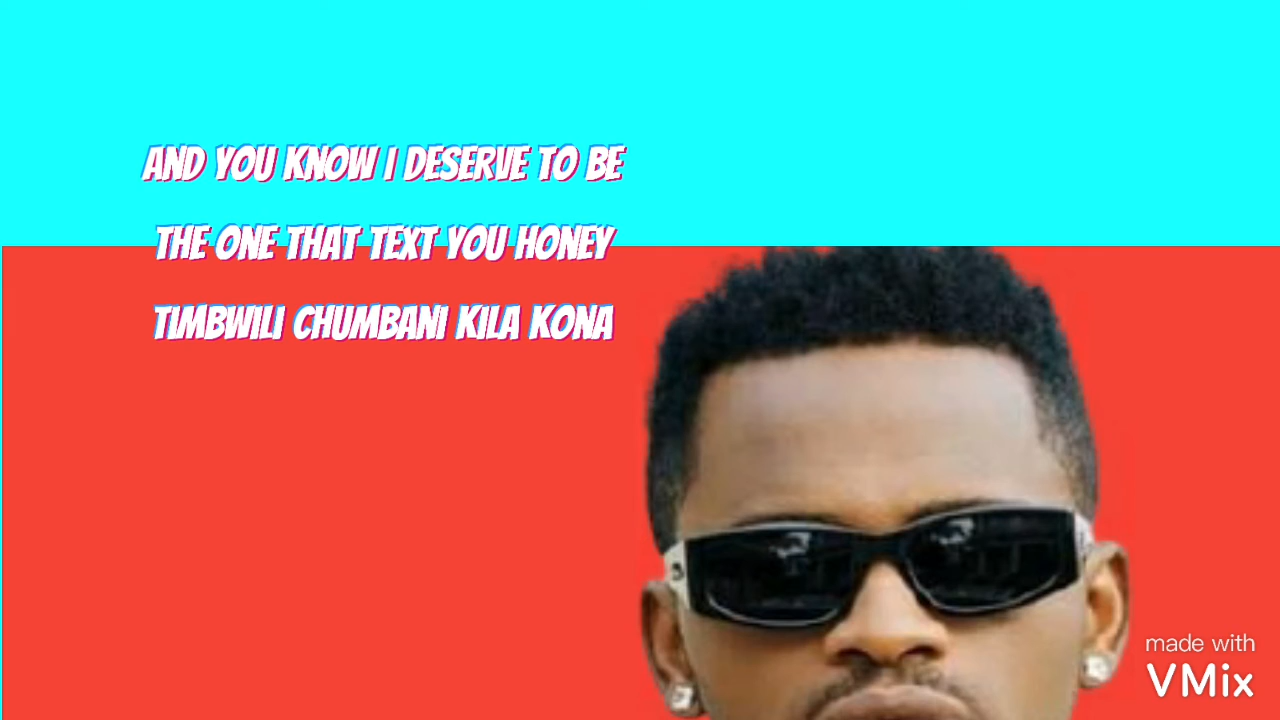 AND YOU KNOW I DESERVE TO BE
THE ONE THAT TEXT YOU HONEY
TIMBWILI CHUMBANI KILA KONA
made with
VMix